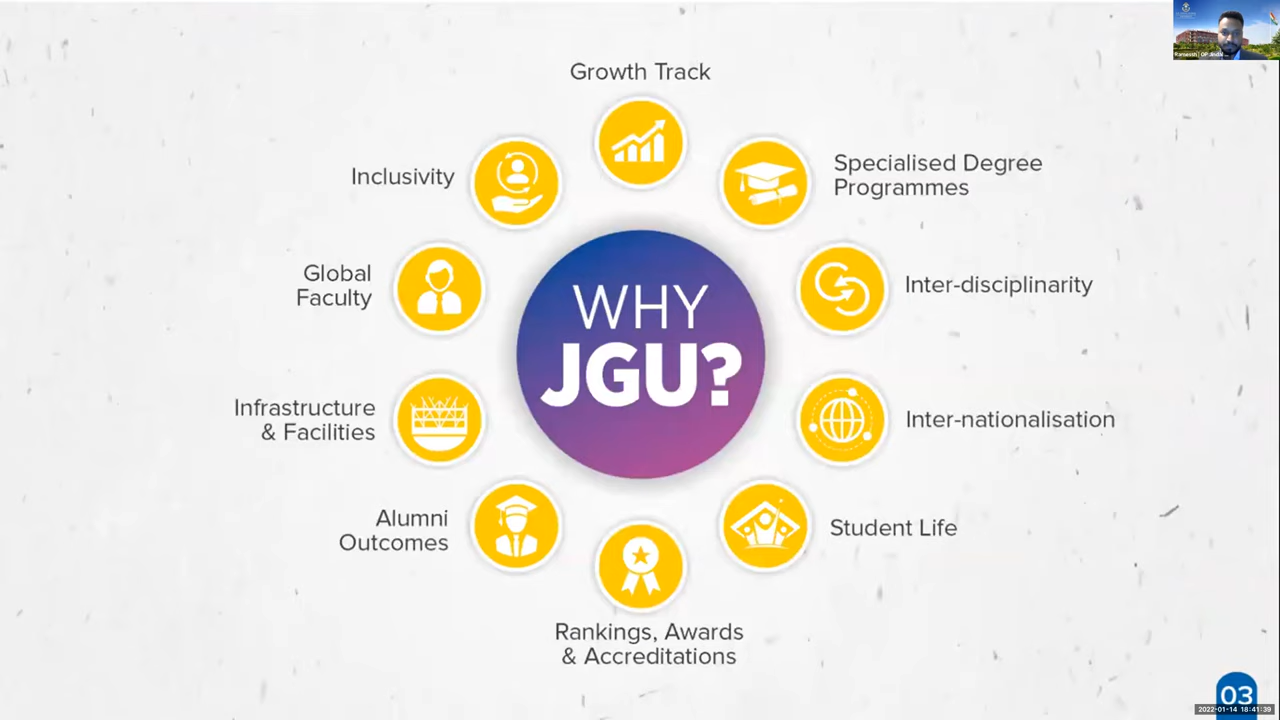 Growth Track
Specialised Degree
Programmes
Inclusivity
Global
Faculty
Inter-disciplinarity
WHY
JGU?
Infrastructure
& Facilities
Inter-nationalisation
Alumni
Outcomes
Student Life
Rankings, Awards
& Accreditations
03
2022-01-14 18:41:39